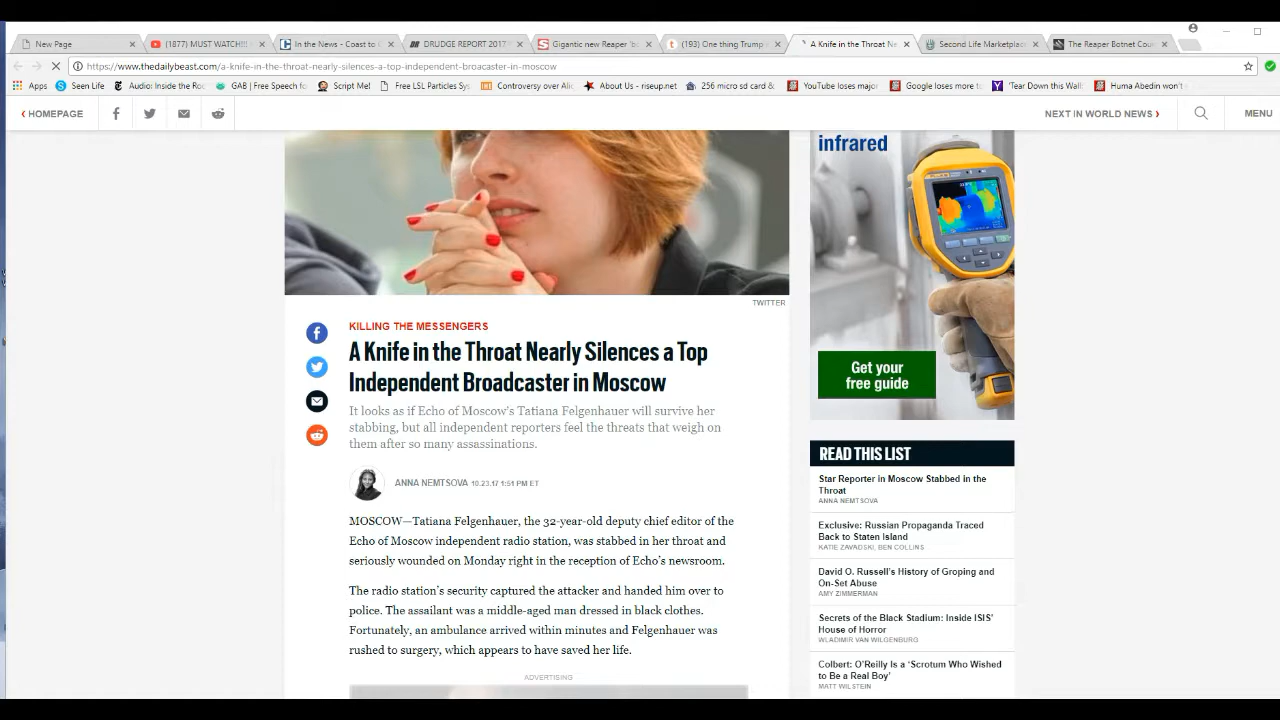 New Page
(1877) MUST WATCH!!!
In the News - Coast to C
DRUDGE REPORT 2017
Gigantic new Reaper 'bo
(193) One thing Trump
A Knife in the Throat Ne
Second Life Marketplace
The Reaper Botnet Cou
https://www.thedailybeast.com/a-knife-in-the-throat-nearly-silences-a-top-independent-broadcaster-in-moscow
Apps
Seen Life
Audio: Inside the Roc
GAB | Free Speech fo
Script Me!
Free LSL Particles Sys
Controversy over Alie
About Us - riseup.net
256 micro sd card &
YouTube loses major
Google loses more t
'Tear Down this Wall'
Huma Abedin won't
HOMEPAGE
NEXT IN WORLD NEWS
MENU
infrared
Get your
free guide
TWITTER
KILLING THE MESSENGERS
A Knife in the Throat Nearly Silences a Top
Independent Broadcaster in Moscow
It looks as if Echo of Moscow's Tatiana Felgenhauer will survive her
stabbing, but all independent reporters feel the threats that weigh on
them after so many assassinations.
ANNA NEMTSOVA 10.23.17 1:51 PM ET
MOSCOW—Tatiana Felgenhauer, the 32-year-old deputy chief editor of the
Echo of Moscow independent radio station, was stabbed in her throat and
seriously wounded on Monday right in the reception of Echo's newsroom.
The radio station's security captured the attacker and handed him over to
police. The assailant was a middle-aged man dressed in black clothes.
Fortunately, an ambulance arrived within minutes and Felgenhauer was
rushed to surgery, which appears to have saved her life.
ADVERTISING
READ THIS LIST
Star Reporter in Moscow Stabbed in the
Throat
ANNA NEMTSOVA
Exclusive: Russian Propaganda Traced
Back to Staten Island
KATIE ZAVADSKI, BEN COLLINS
David O. Russell's History of Groping and
On-Set Abuse
AMY ZIMMERMAN
Secrets of the Black Stadium: Inside ISIS'
House of Horror
WLADIMIR VAN WILGENBURG
Colbert: O'Reilly Is a 'Scrotum Who Wished
to Be a Real Boy'
MATT WILSTEIN